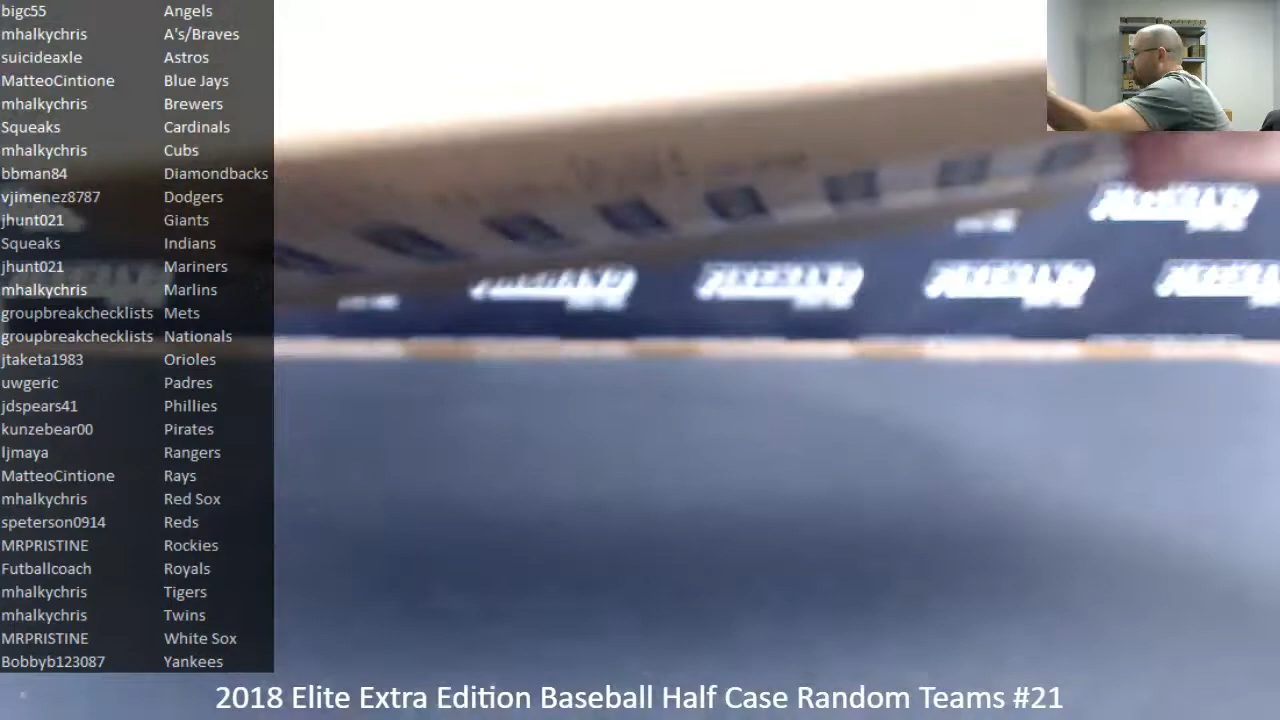 bigc55 Angels
mhalkychris A's/Braves
suicideaxle Astros
MatteoCintione Blue Jays
mhalkychris Brewers
Squeaks Cardinals
mhalkychris Cubs
bbman84 Diamondbacks
vjimenez8787 Dodgers
jhunt021 Giants
Squeaks Indians
jhunt021 Mariners
mhalkychris Marlins
groupbreakchecklists Mets
groupbreakchecklists Nationals
jtaketa1983 Orioles
uwgeric Padres
jdspears41 Phillies
kunzebear00 Pirates
ljmaya Rangers
MatteoCintione Rays
mhalkychris Red Sox
speterson0914 Reds
MRPRISTINE Rockies
Futballcoach Royals
mhalkychris Tigers
mhalkychris Twins
MRPRISTINE White Sox
Bobbyb123087 Yankees
2018 Elite Extra Edition Baseball Half Case Random Teams #21